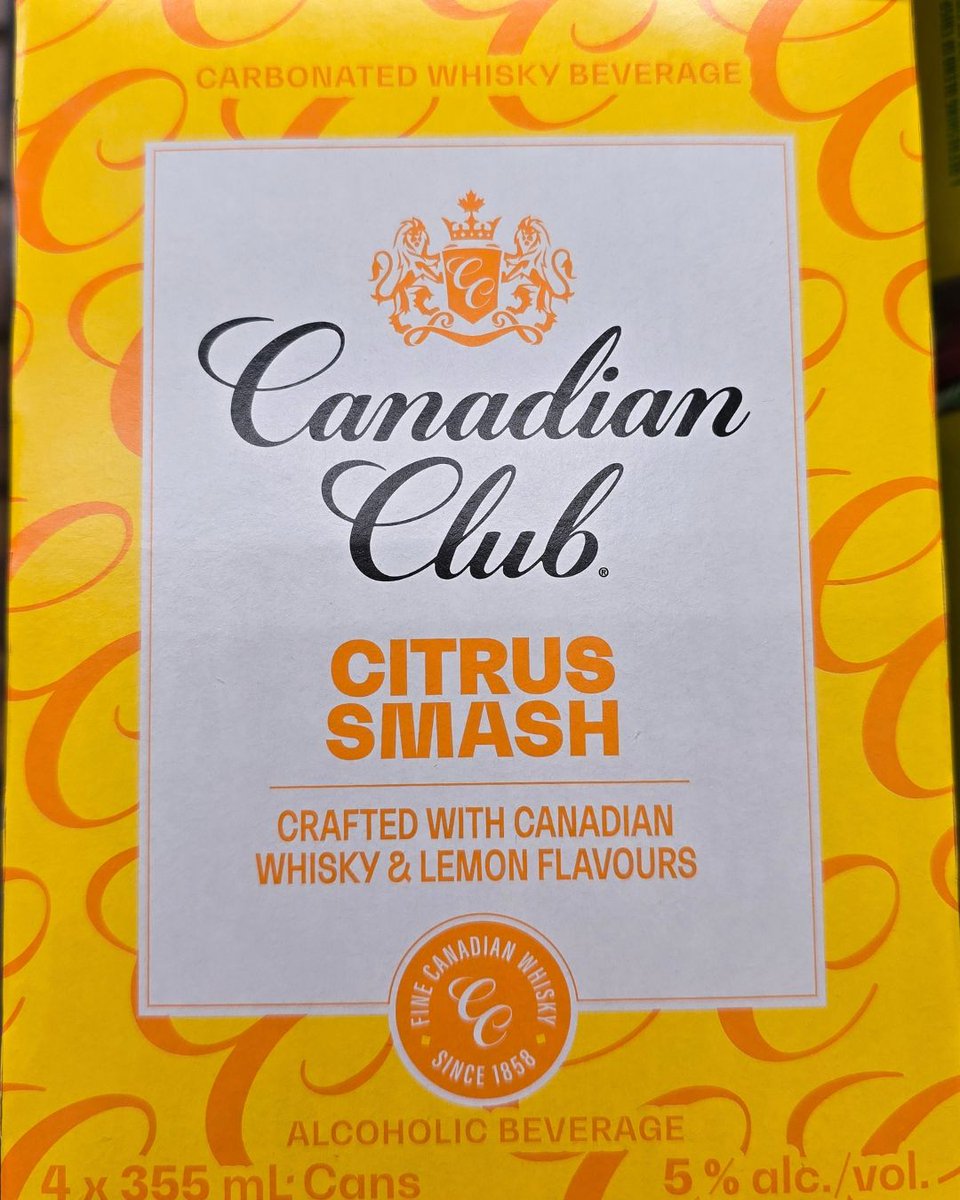 CARBONATED WHISKY BEVERAGE
CC
Canadian
Club®
CITRUS
SMASH
CRAFTED WITH CANADIAN
WHISKY & LEMON FLAVOURS
FINE CANADIAN WHISKY
CC
SINCE 1858
ALCOHOLIC BEVERAGE
4 x 355 mL Cans
5 % alc./vol.